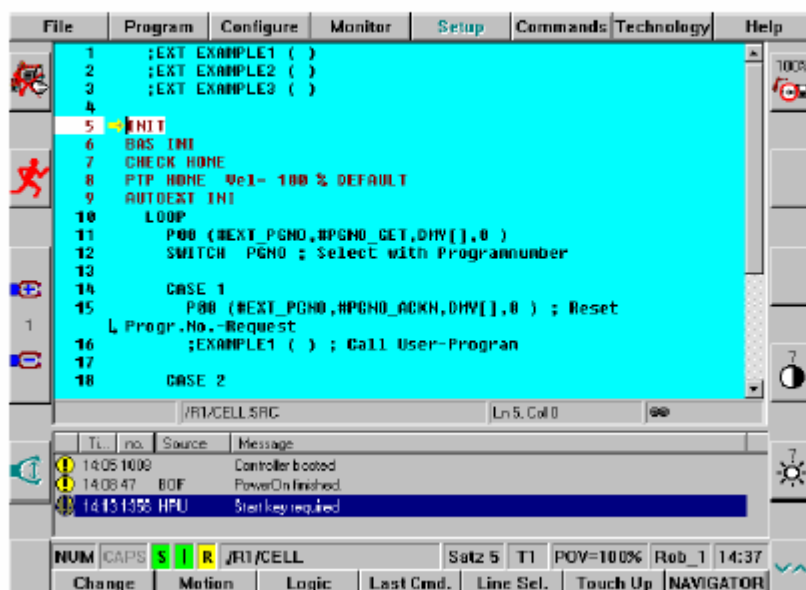 File Program Configure Monitor Setup Commands Technology Help
1 ;EXT EXAMPLE1 ( )
2 ;EXT EXAMPLE2 ( )
3 ;EXT EXAMPLE3 ( )
4
5 INIT
6 BAS INI
7 CHECK HOME
8 PTP HOME Vel- 100 % DEFAULT
9 AUTOEXT INI
10 LOOP
11 P00 (#EXT_PGNO,#PGNO_GET,DMY[],0 )
12 SWITCH PGNO ; Select with Programnumber
13
14 CASE 1
15 P00 (#EXT_PGNO,#PGNO_ACKN,DMY[],0 ) ; Reset
Progr.No.-Request
16 ;EXAMPLE1 ( ) ; Call User-Program
17
18 CASE 2
100%
1
7
7
/R1/CELL.SRC Ln 5, Col 0
Ti... no. Source Message
14:05 1008 Controller booted
14:08 47 BOF PowerOn finished.
14:13 1356 HPU Start key required
NUM CAPS S I R /R1/CELL Satz 5 T1 POV=100% Rob_1 14:37
Change Motion Logic Last Cmd. Line Sel. Touch Up NAVIGATOR